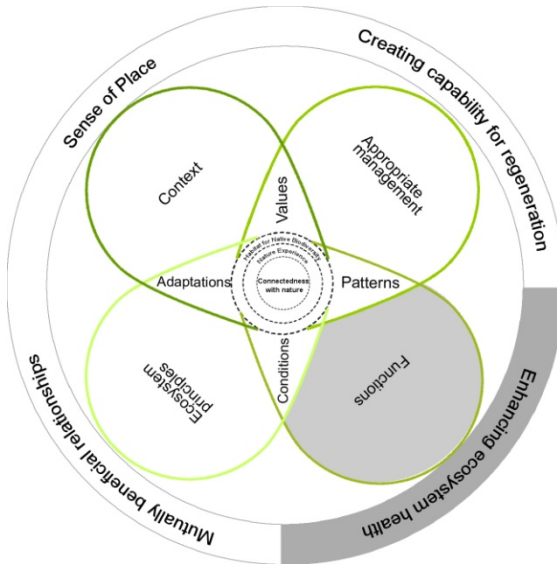 Sense of Place
Creating capability for regeneration
Context
Appropriate
management
Values
Habitat for Native Biodiversity
Nature Experience
Connectedness
with nature
Adaptations
Patterns
Conditions
Ecosystem
principles
Functions
Mutually beneficial relationships
Enhancing ecosystem health